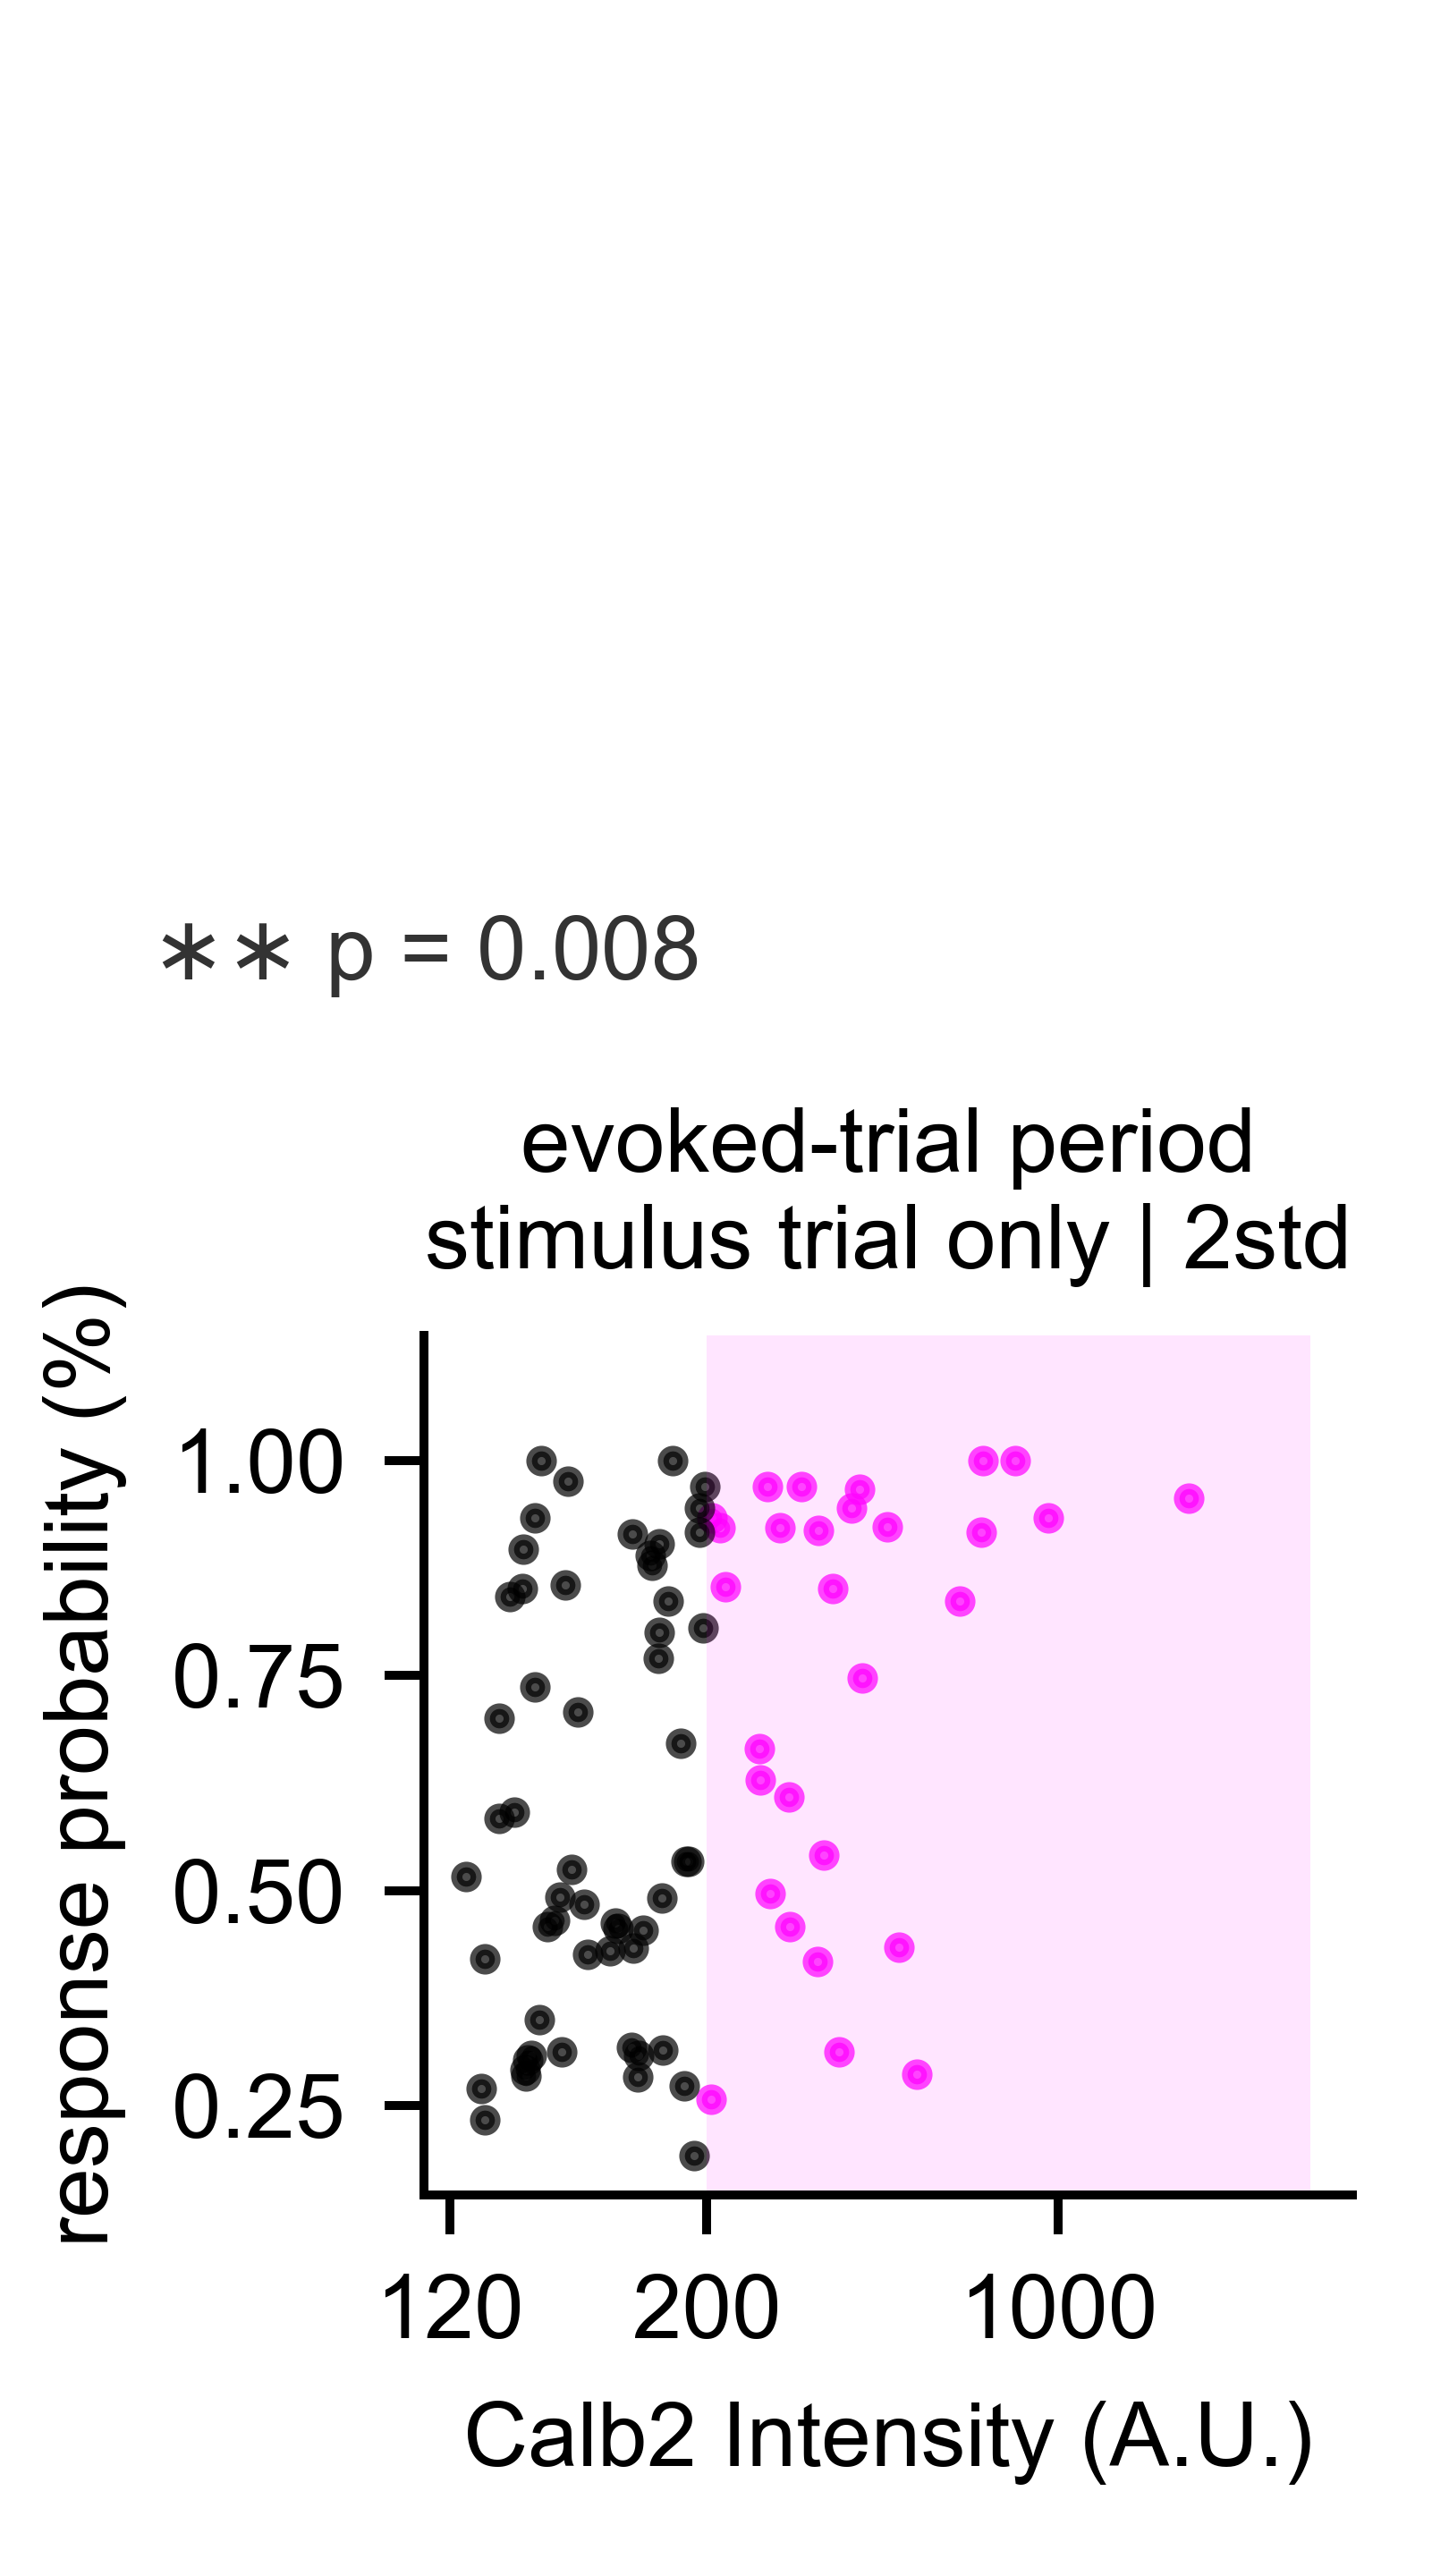 ** p = 0.008
evoked-trial period
stimulus trial only | 2std
response probability (%)
1.00
0.75
0.50
0.25
120 200 1000
Calb2 Intensity (A.U.)